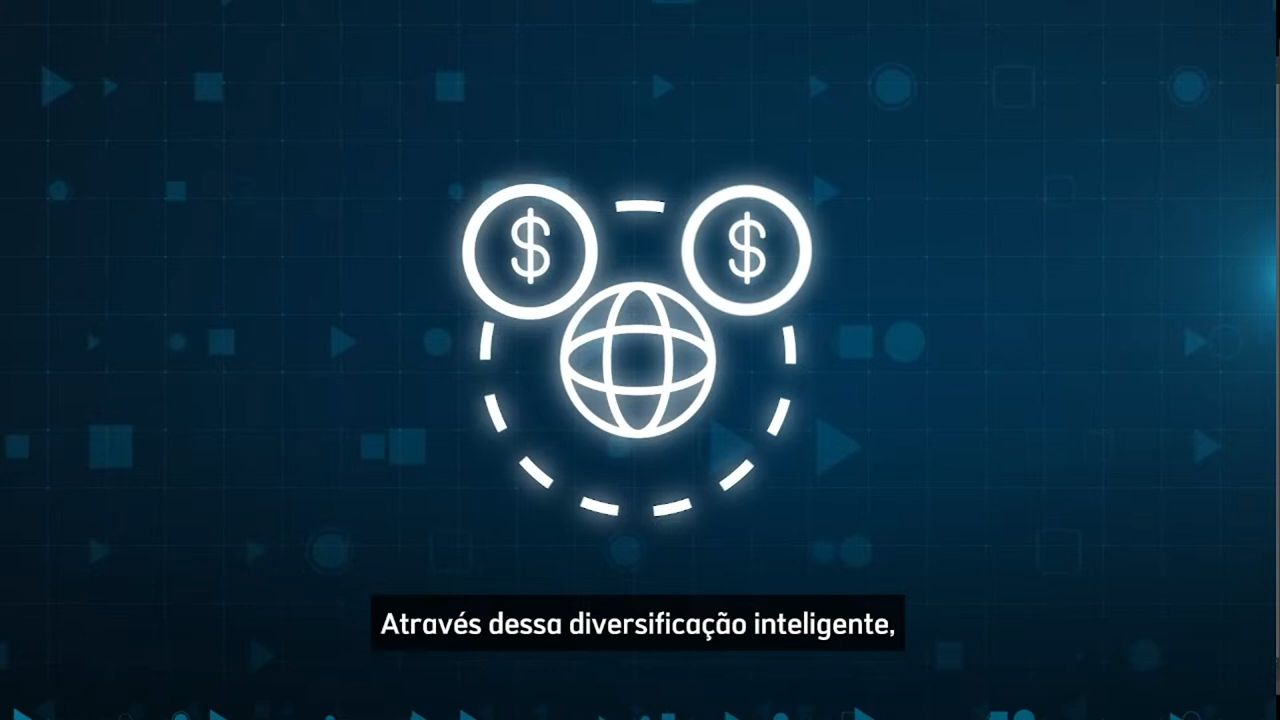 $ $
Através dessa diversificação inteligente,